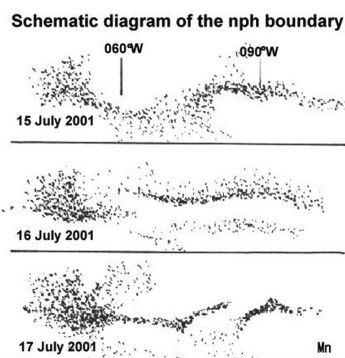 Schematic diagram of the nph boundary
060°W
090°W
15 July 2001
16 July 2001
17 July 2001
Mn